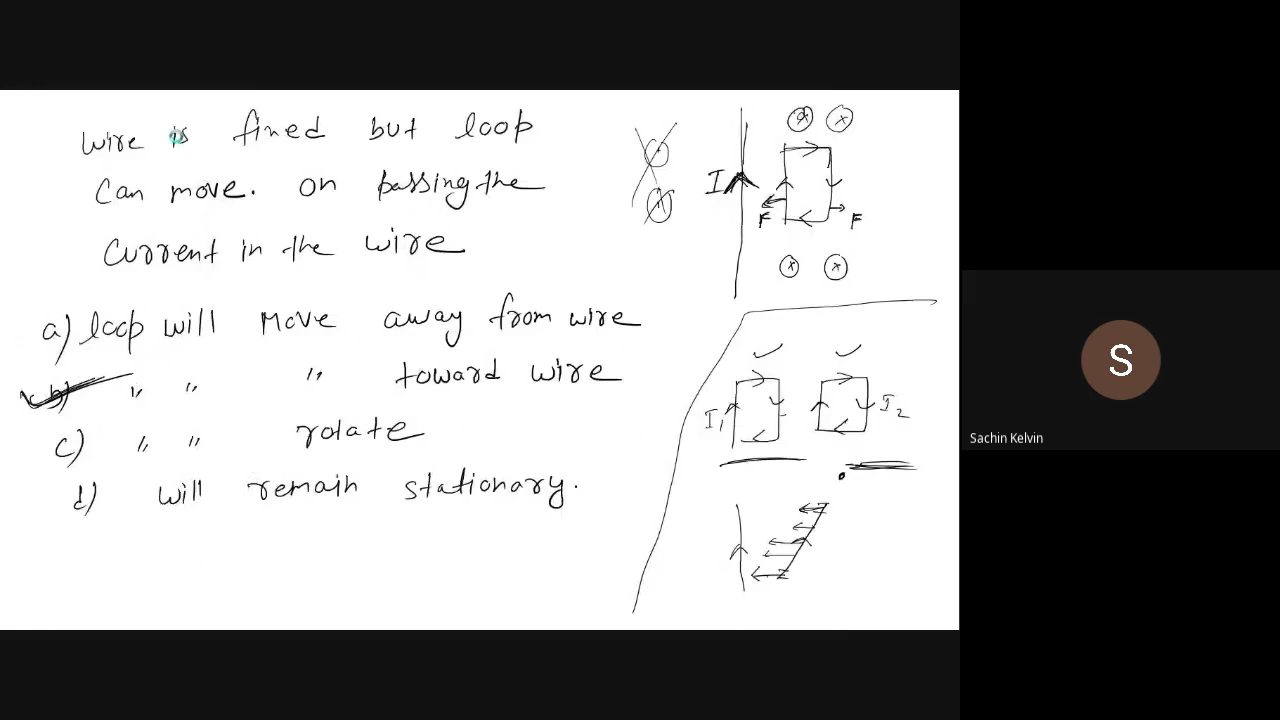 wire is fixed but loop
can move. on passing the
current in the wire
a) loop will move away from wire
b) " " " toward wire
c) " " rotate
d) will remain stationary.
I
F F
I₁ I₂
S
Sachin Kelvin